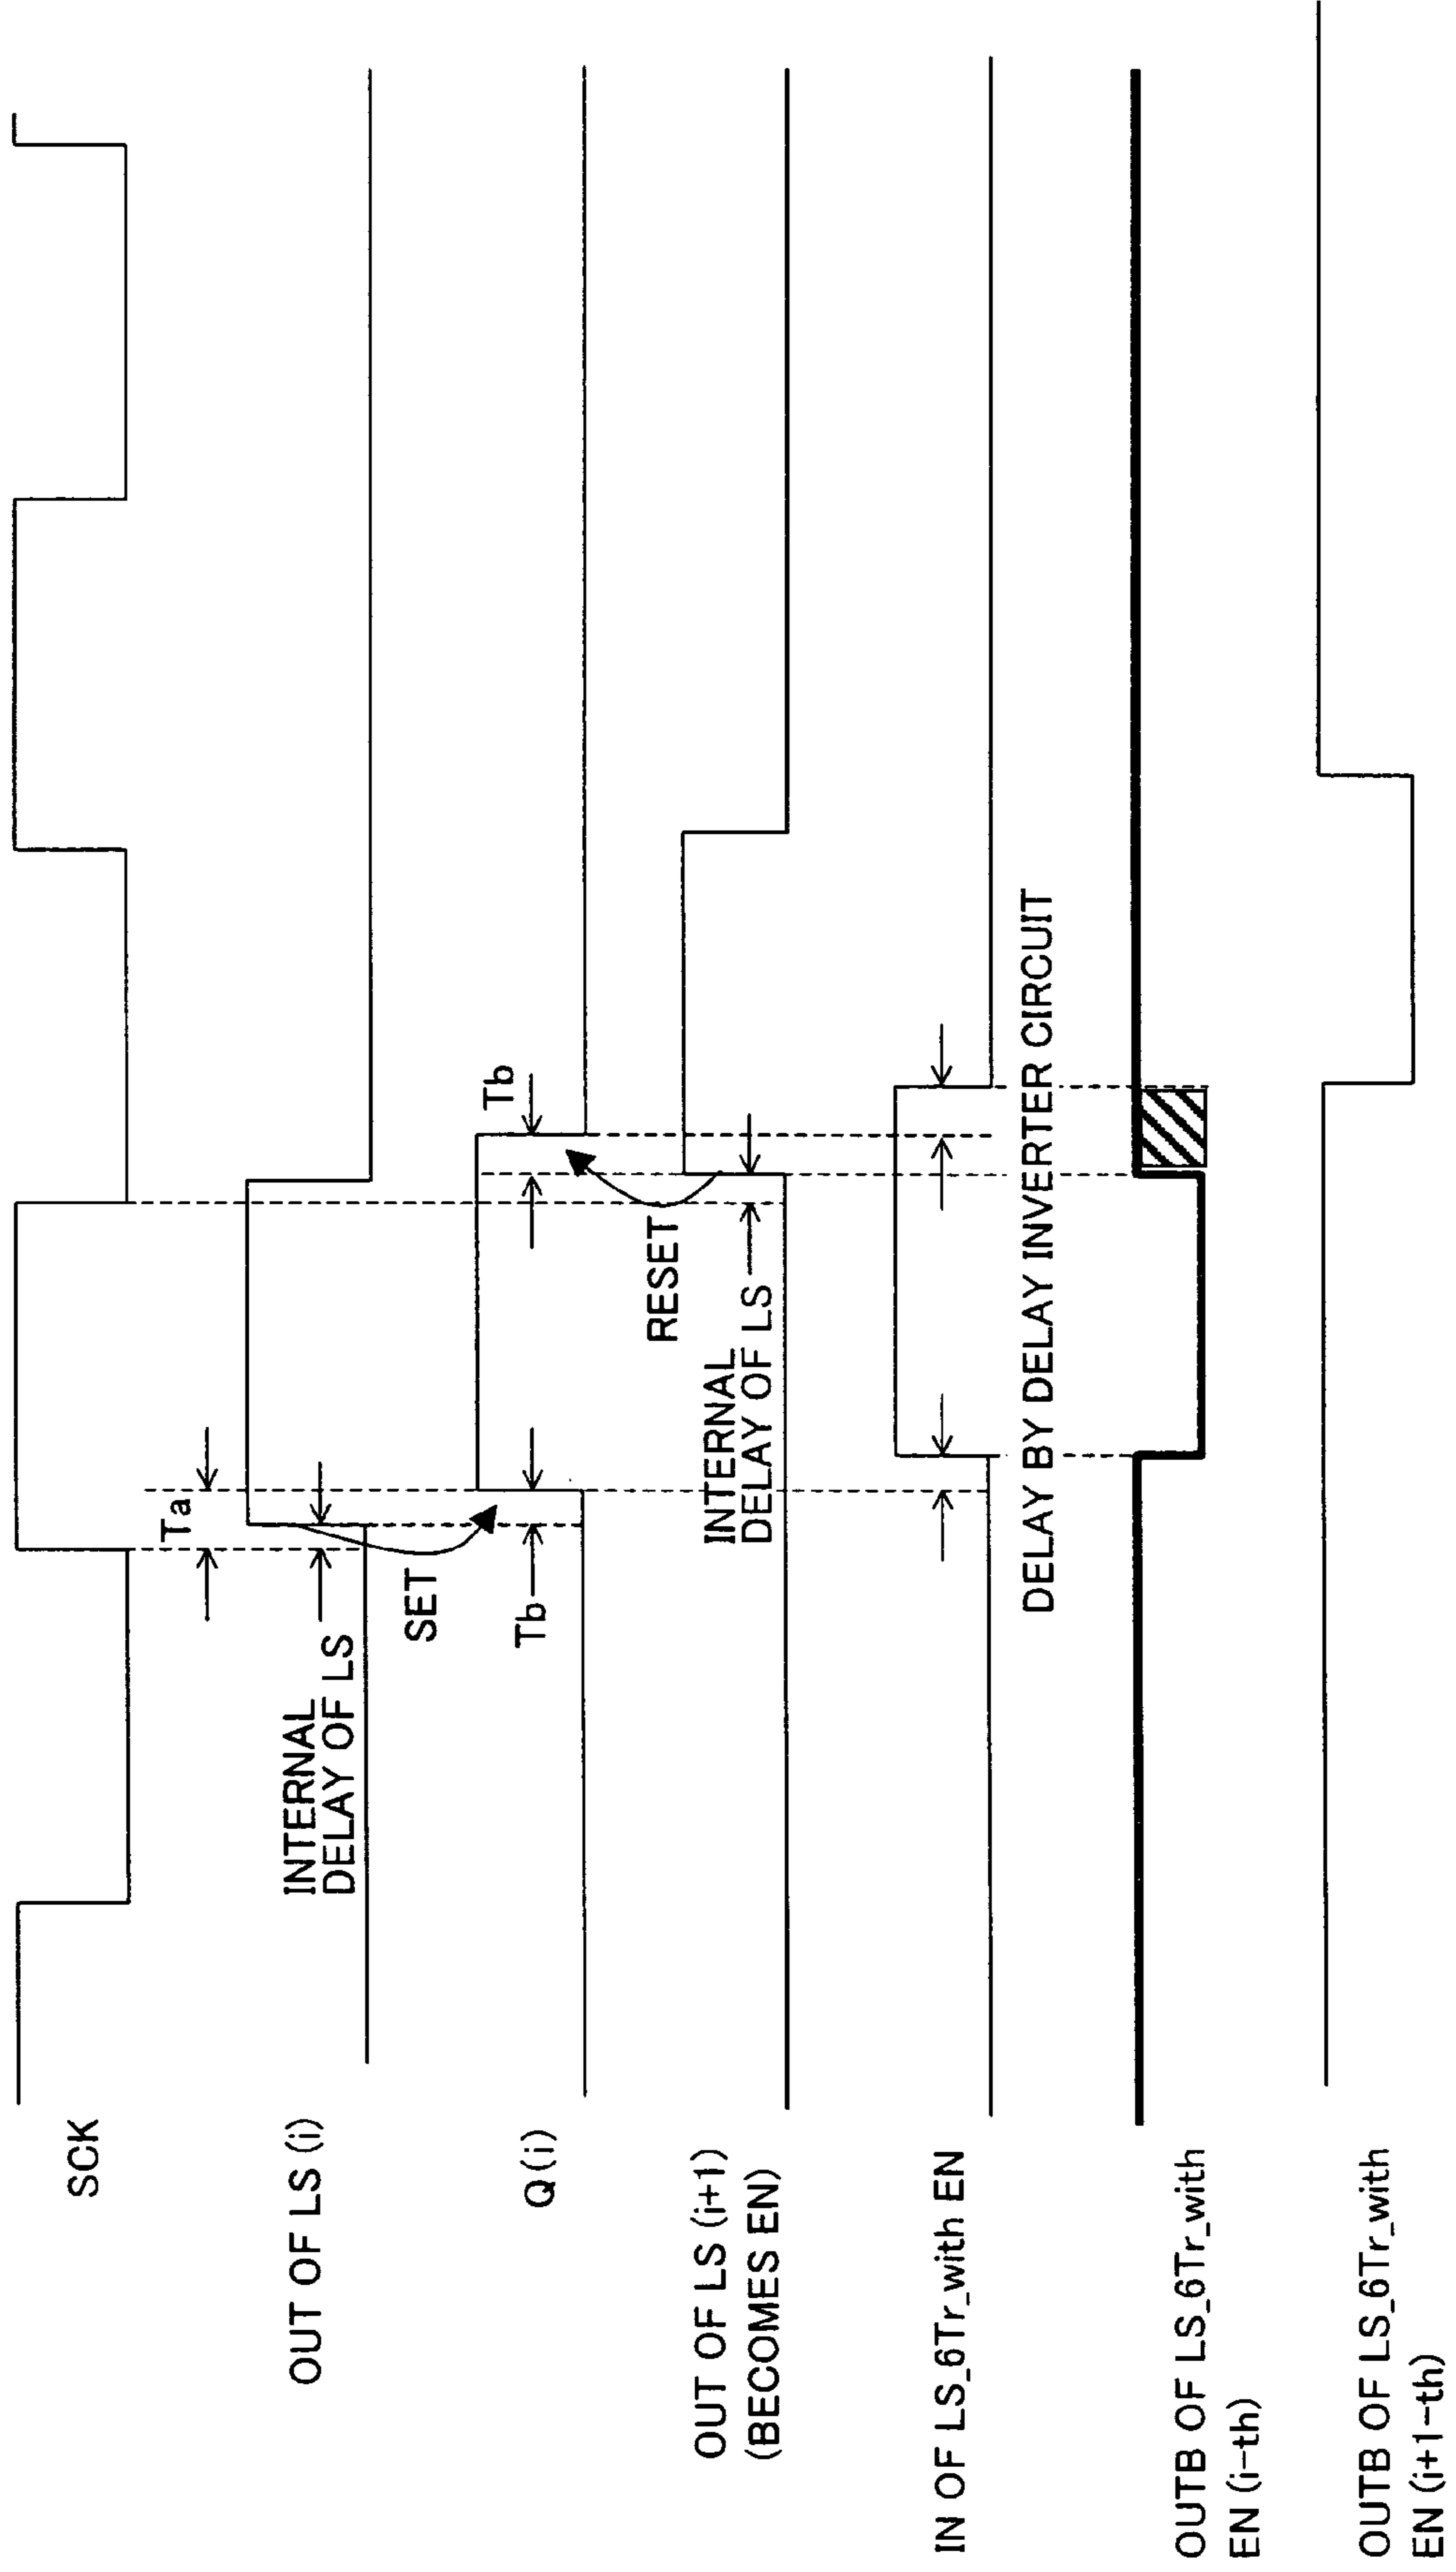 SCK
Ta
OUT OF LS (i)
INTERNAL
DELAY OF LS
SET
Q(i)
Tb
Tb
RESET
OUT OF LS (i+1)
(BECOMES EN)
INTERNAL
DELAY OF LS
IN OF LS_6Tr_with EN
DELAY BY DELAY INVERTER CIRCUIT
OUTB OF LS_6Tr_with
EN (i-th)
OUTB OF LS_6Tr_with
EN (i+1-th)